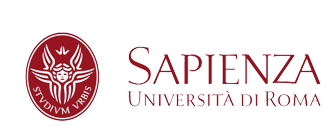 STVDIVM VRBIS
SAPIENZA
UNIVERSITÀ DI ROMA